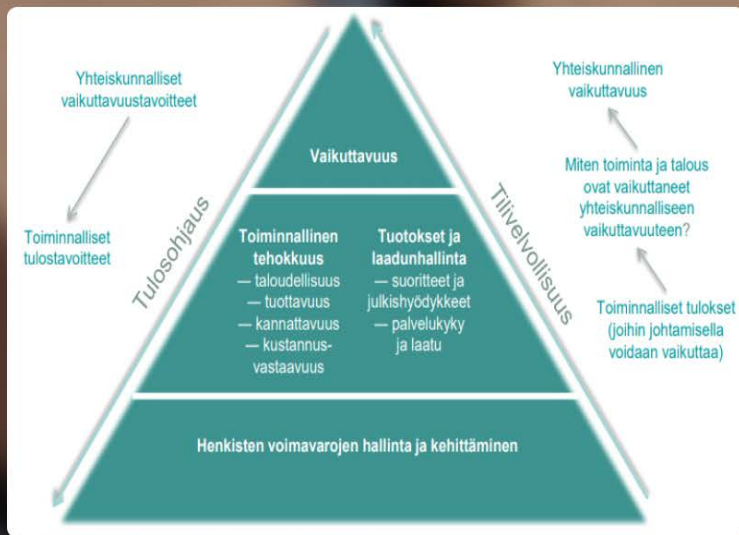 Yhteiskunnalliset
vaikuttavuustavoitteet
Toiminnalliset
tulostavoitteet
Tulosohjaus
Vaikuttavuus
Toiminnallinen
tehokkuus
— taloudellisuus
— tuottavuus
— kannattavuus
— kustannus-
vastaavuus
Tuotokset ja
laadunhallinta
— suoritteet ja
julkishyödykkeet
— palvelukyky
ja laatu
Henkisten voimavarojen hallinta ja kehittäminen
Tilivelvollisuus
Yhteiskunnallinen
vaikuttavuus
Miten toiminta ja talous
ovat vaikuttaneet
yhteiskunnalliseen
vaikuttavuuteen?
Toiminnalliset tulokset
(joihin johtamisella
voidaan vaikuttaa)